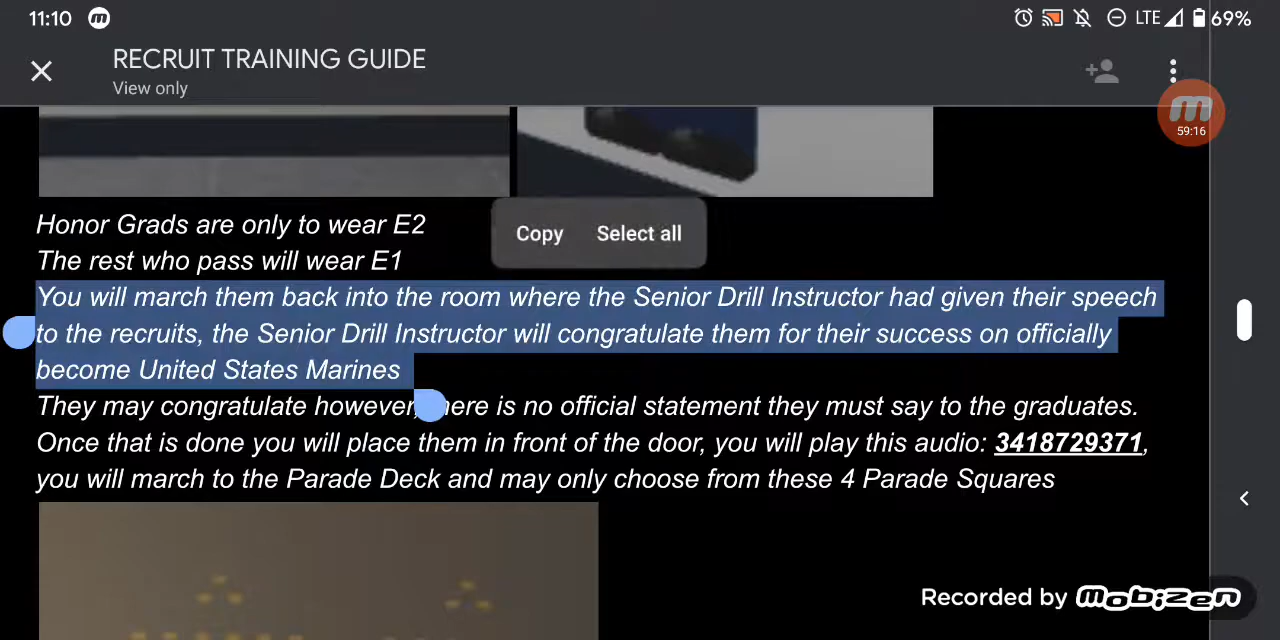 11:10 m LTE 69%
RECRUIT TRAINING GUIDE
View only
m
59:16
Honor Grads are only to wear E2
Copy Select all
The rest who pass will wear E1
You will march them back into the room where the Senior Drill Instructor had given their speech
to the recruits, the Senior Drill Instructor will congratulate them for their success on officially
become United States Marines
They may congratulate however, here is no official statement they must say to the graduates.
Once that is done you will place them in front of the door, you will play this audio: 3418729371,
you will march to the Parade Deck and may only choose from these 4 Parade Squares
Recorded by mobizen